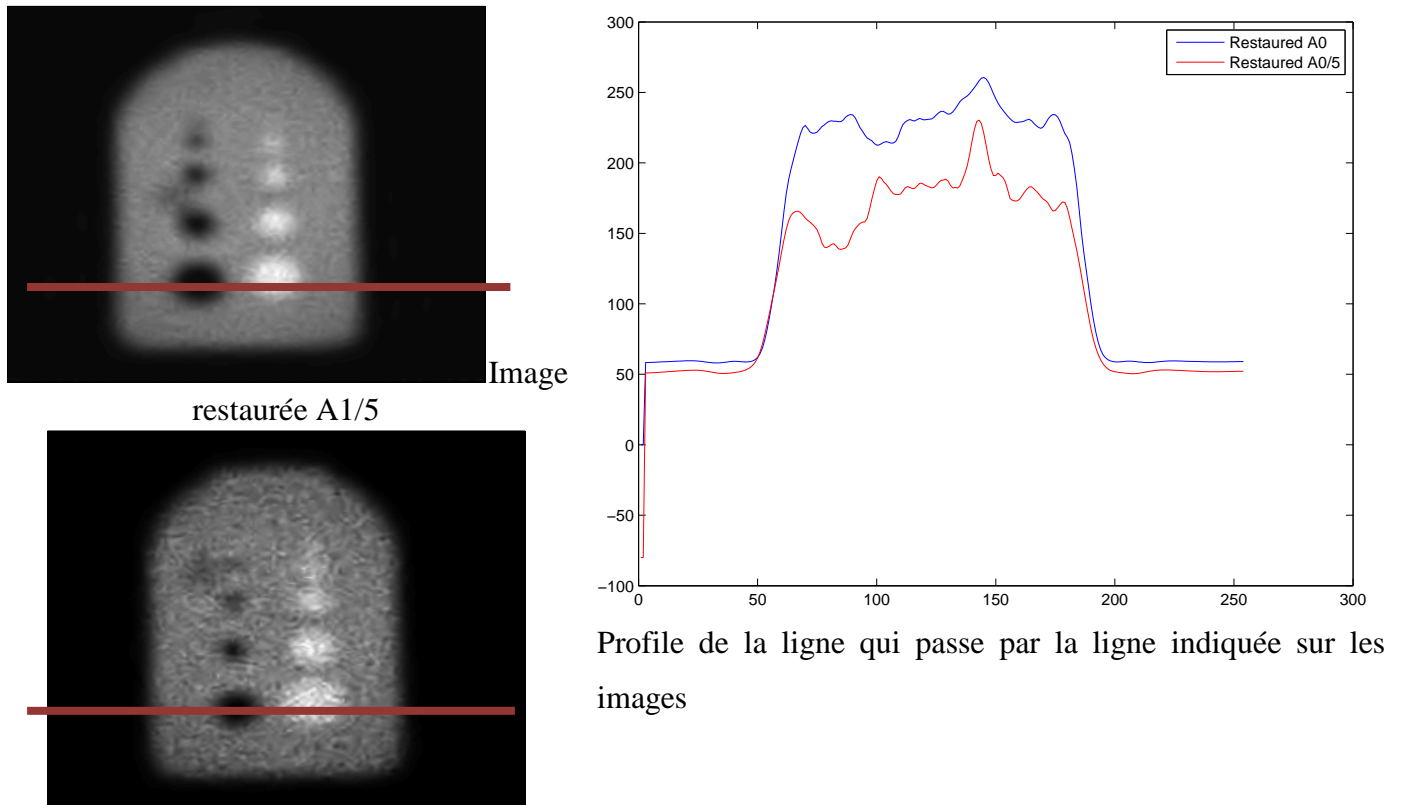 Image
restaurée A1/5
300
250
200
150
100
50
0
−50
−100
0 50 100 150 200 250 300
Restaured A0
Restaured A0/5
Profile de la ligne qui passe par la ligne indiquée sur les
images